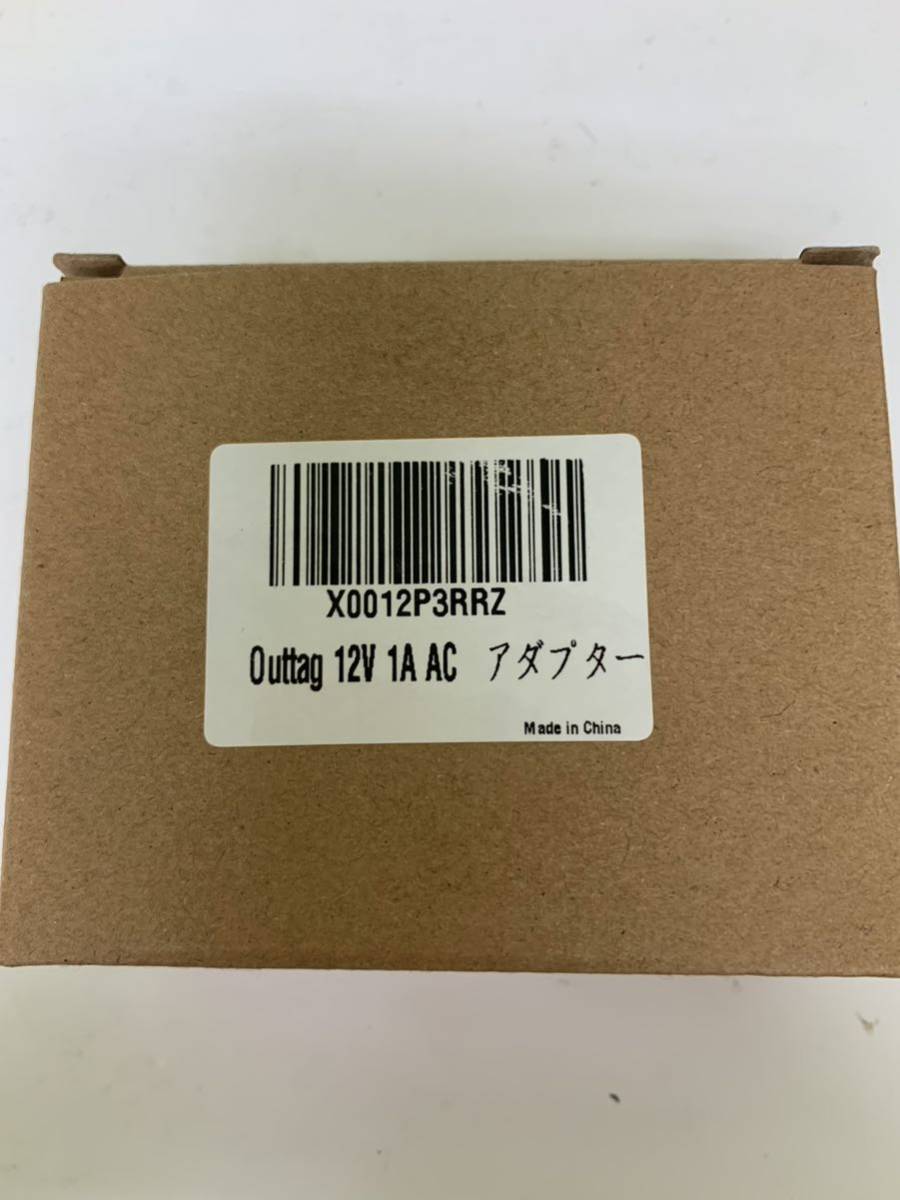 X0012P3RRZ
Outtag 12V 1A AC アダプター
Made in China